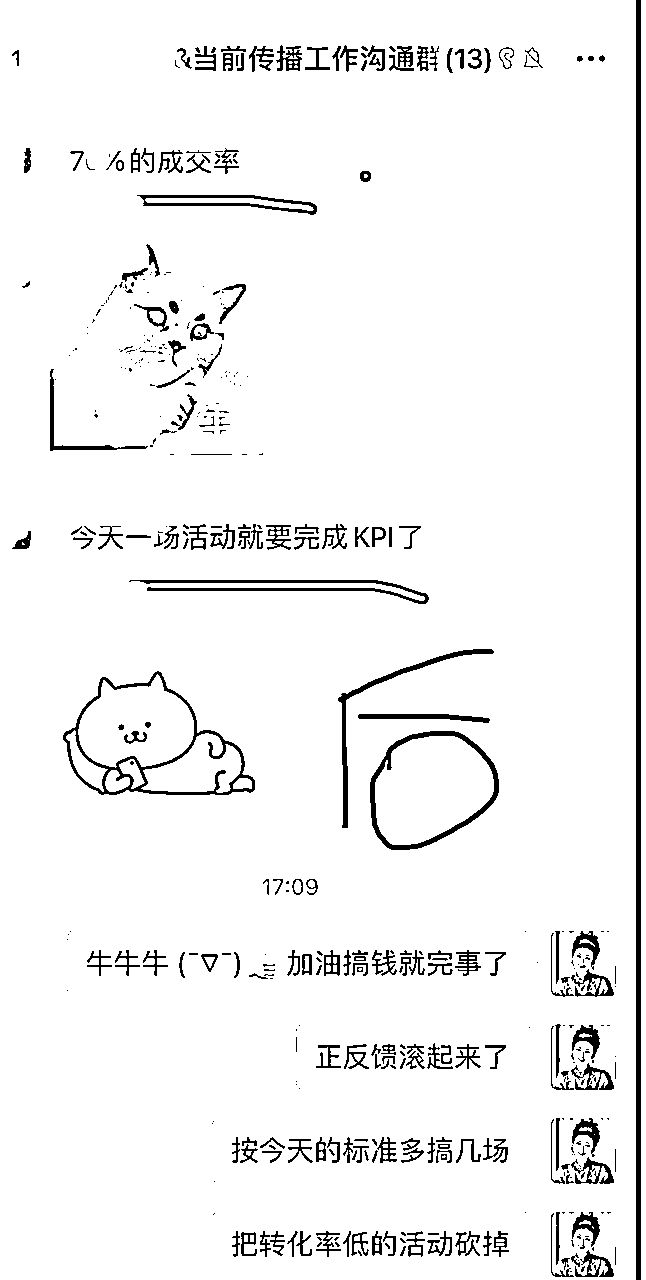 1
&当前传播工作沟通群(13)
%的成交率
今天一场活动就要完成KPI了
17:09
牛牛牛 (¯∇¯) 加油搞钱就完事了
正反馈滚起来了
按今天的标准多搞几场
把转化率低的活动砍掉